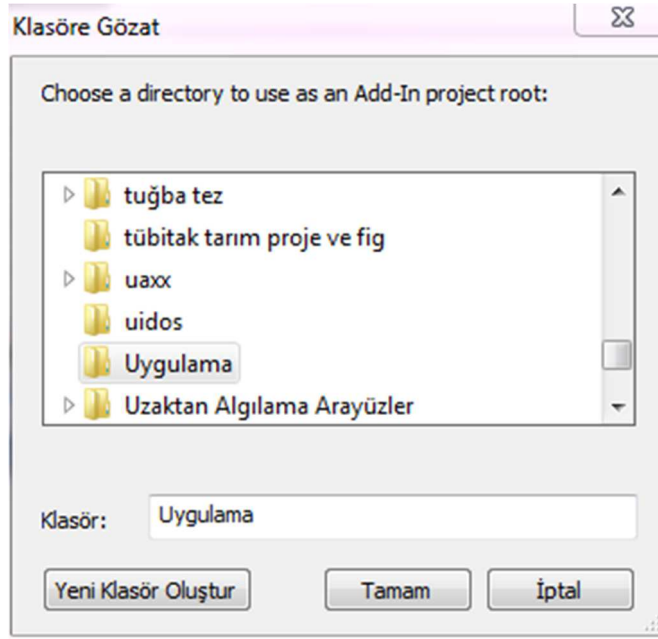 Klasöre Gözat
Choose a directory to use as an Add-In project root:
tuğba tez
tübitak tarım proje ve fig
uaxx
uidos
Uygulama
Uzaktan Algılama Arayüzler
Klasör: Uygulama
Yeni Klasör Oluştur Tamam İptal